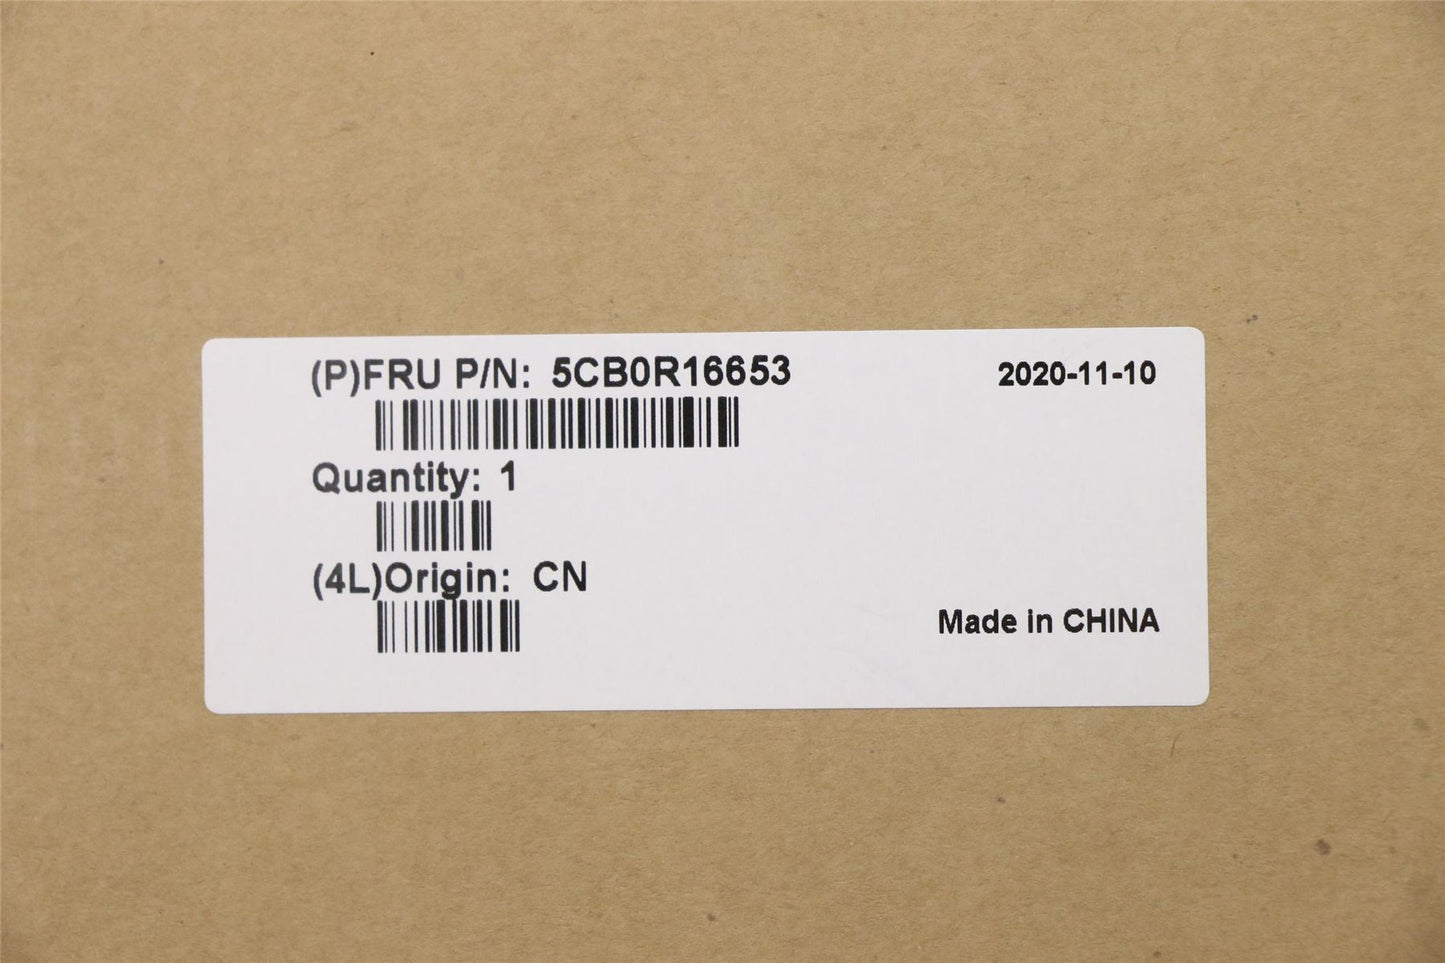 (P)FRU P/N: 5CB0R16653 2020-11-10
Quantity: 1
(4L)Origin: CN
Made in CHINA